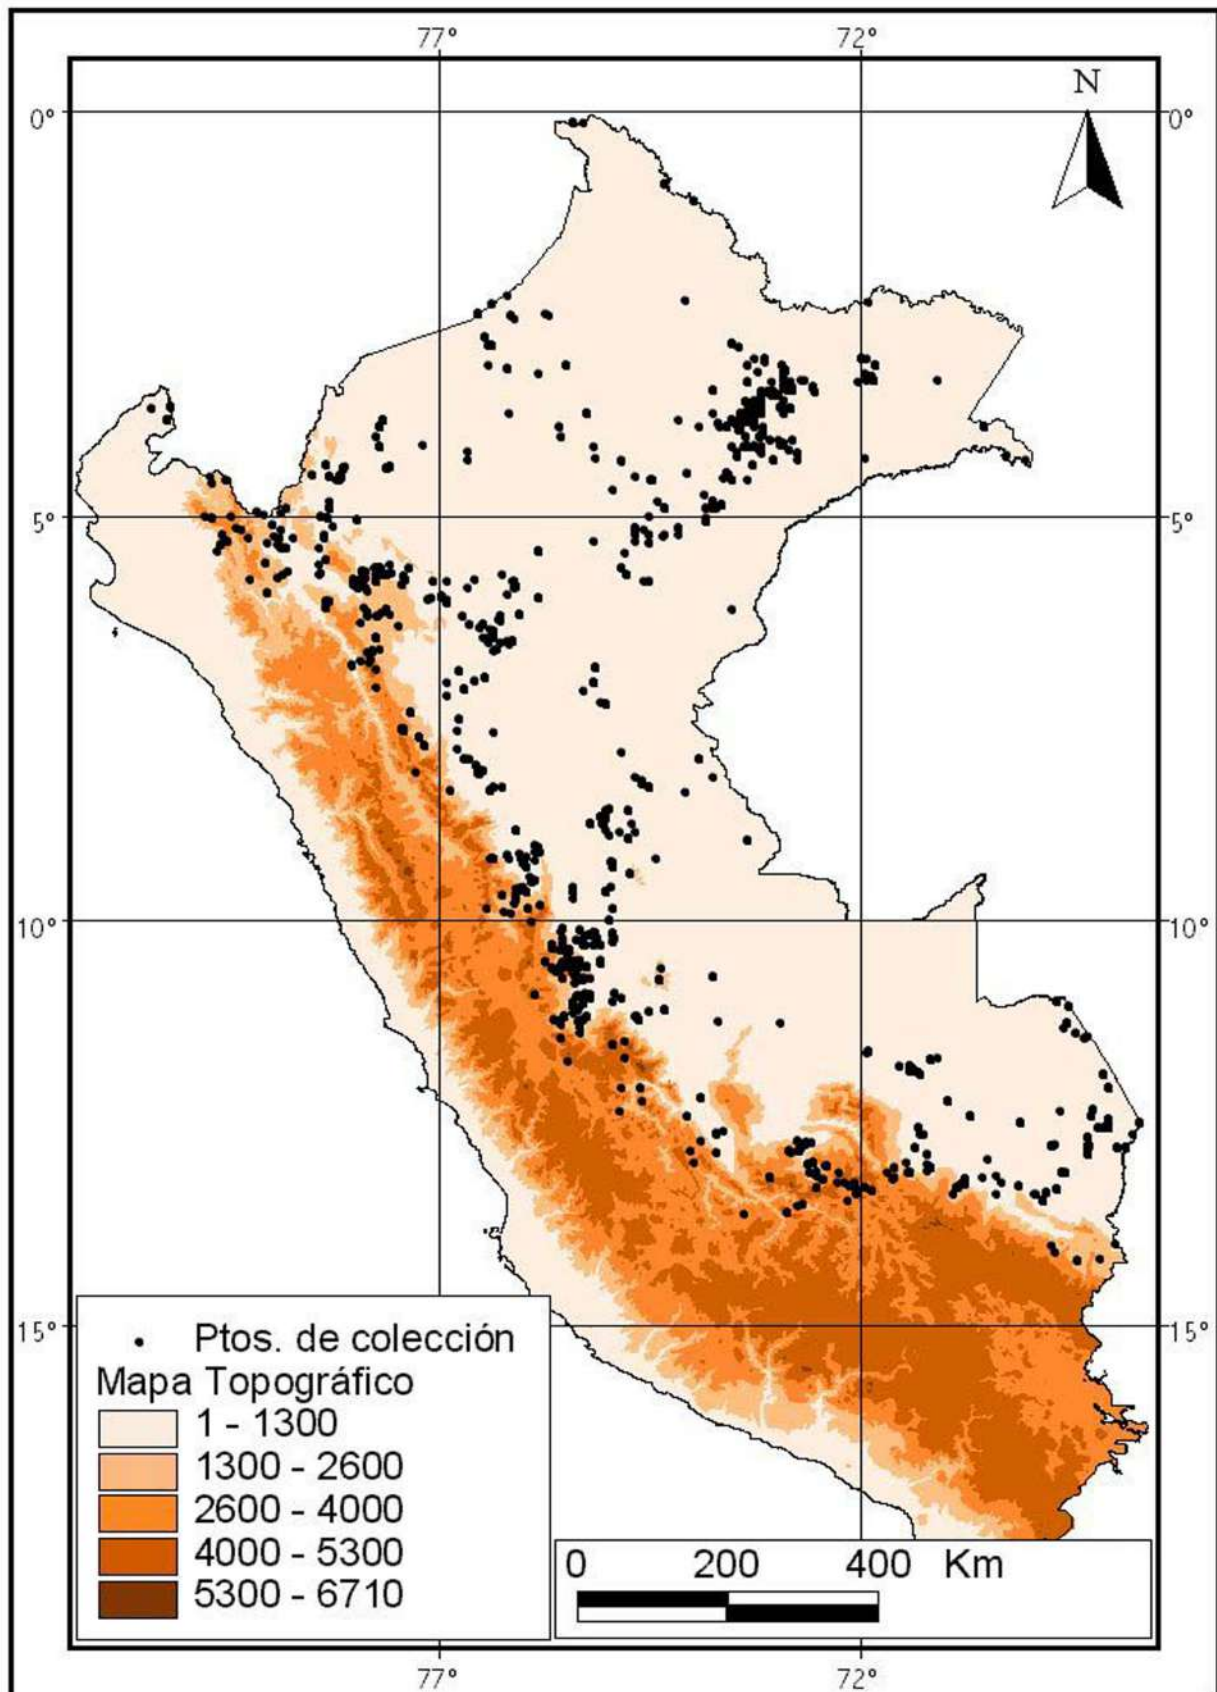 77° 72°
N
0° 0°
5° 5°
10° 10°
15° 15°
Ptos. de colección
Mapa Topográfico
1 - 1300
1300 - 2600
2600 - 4000
4000 - 5300
5300 - 6710
0 200 400 Km
77° 72°